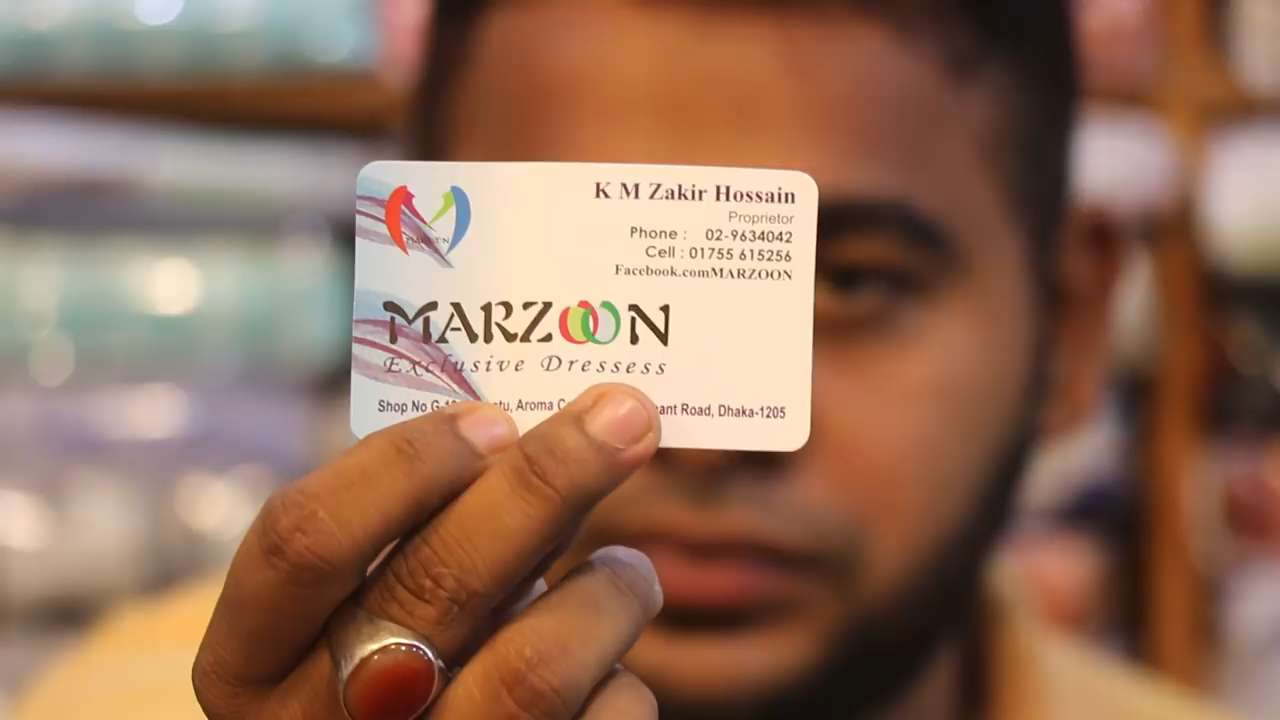 K M Zakir Hossain
Proprietor
Phone : 02-9634042
Cell : 01755 615256
Facebook.comMARZOON
MARZOON
Exclusive Dressess
Shop No Aroma Road, Dhaka-1205